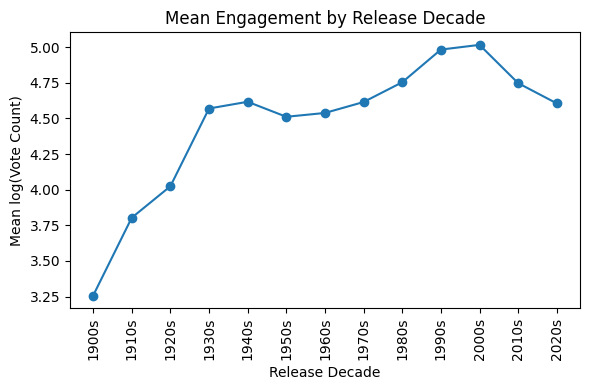 Mean Engagement by Release Decade
Mean log(Vote Count)
5.00
4.75
4.50
4.25
4.00
3.75
3.50
3.25
1900s
1910s
1920s
1930s
1940s
1950s
1960s
1970s
1980s
1990s
2000s
2010s
2020s
Release Decade